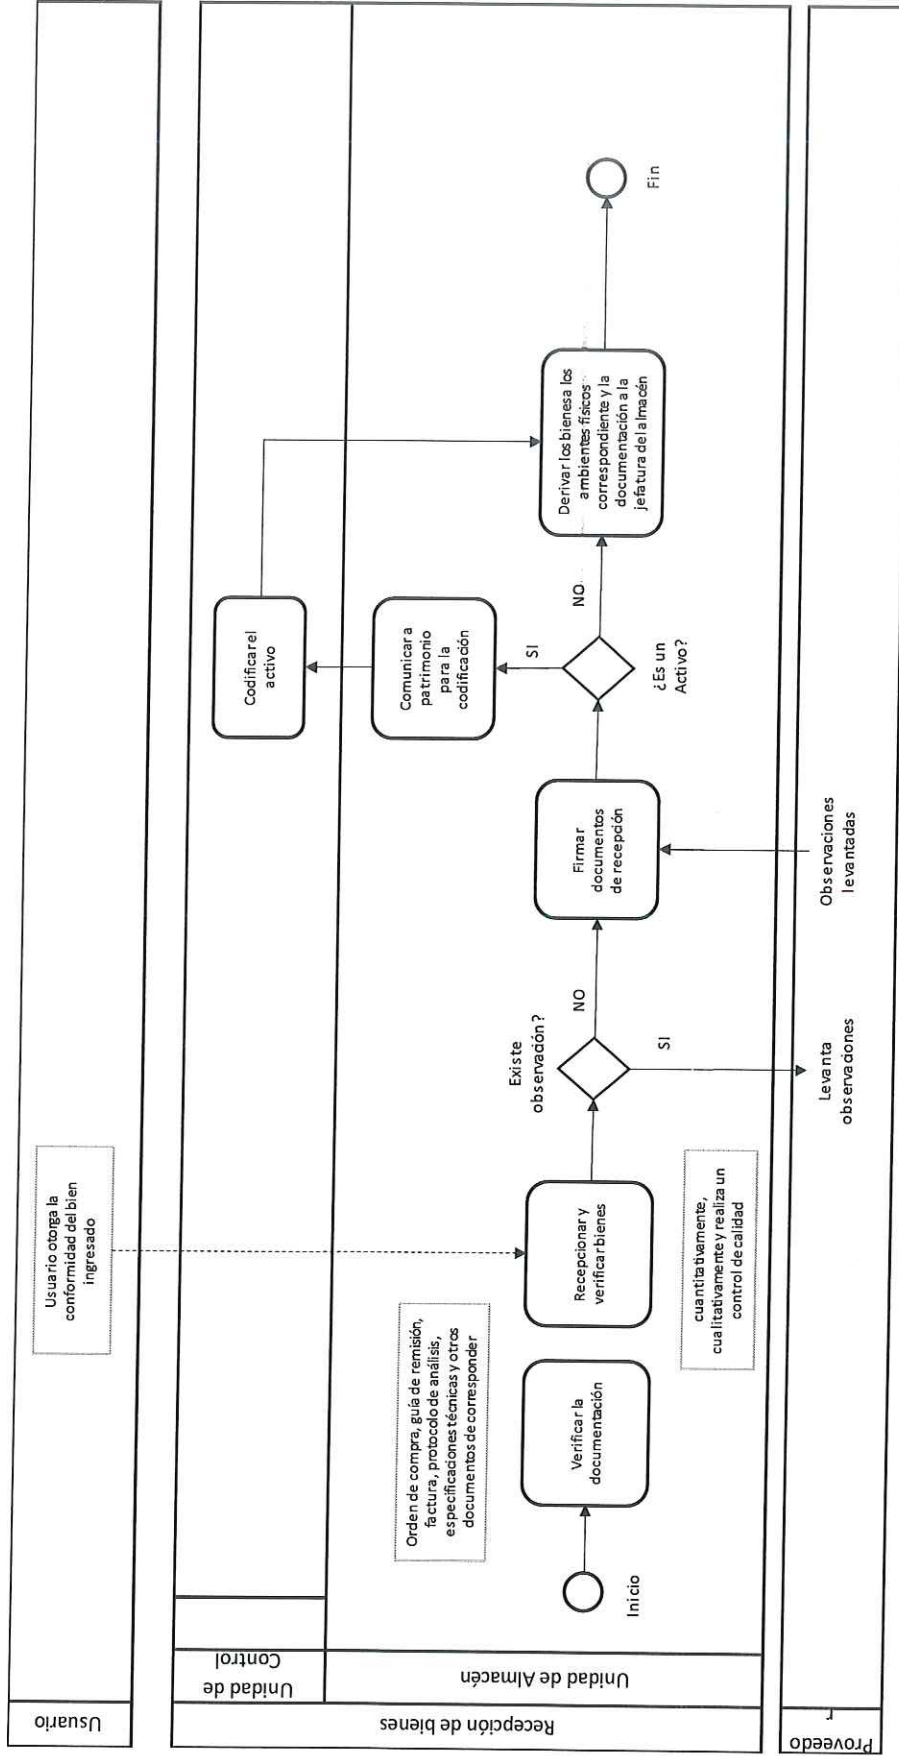 Usuario
Usuario otorga la
conformidad del bien
ingresado
Recepción de bienes
Unidad de
Control
Codificar el
activo
Unidad de Almacén
Inicio
Orden de compra, guía de remisión,
factura, protocolo de análisis,
especificaciones técnicas y otros
documentos de corresponder
Verificar la
documentación
Recepcionar y
verificar bienes
cuantitativamente,
cualitativamente y realiza un
control de calidad
Existe
observación?
NO
SI
Firmar
documentos
de recepción
¿Es un
Activo?
SI
NO
Comunicar a
patrimonio
para la
codificación
Derivar los bienes a los
ambientes físicos
correspondiente y la
documentación a la
jefatura del almacén
Fin
Proveedo
r
Levanta
observaciones
Observaciones
levantadas